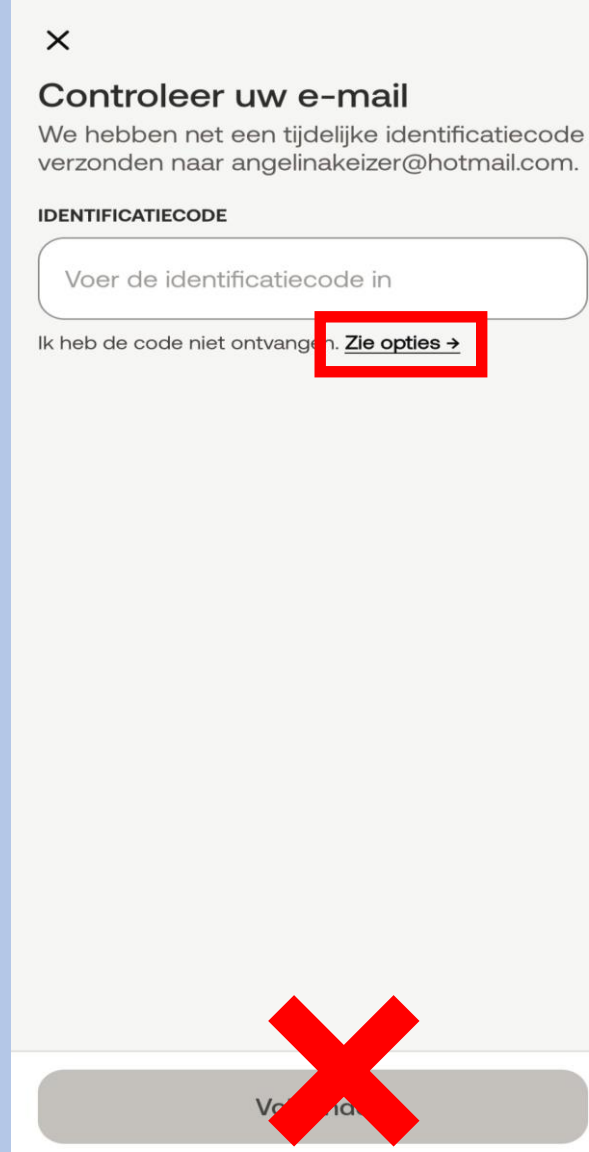 Controleer uw e-mail
We hebben net een tijdelijke identificatiecode
verzonden naar angelinakeizer@hotmail.com.
IDENTIFICATIECODE
Voer de identificatiecode in
Ik heb de code niet ontvangen. Zie opties →